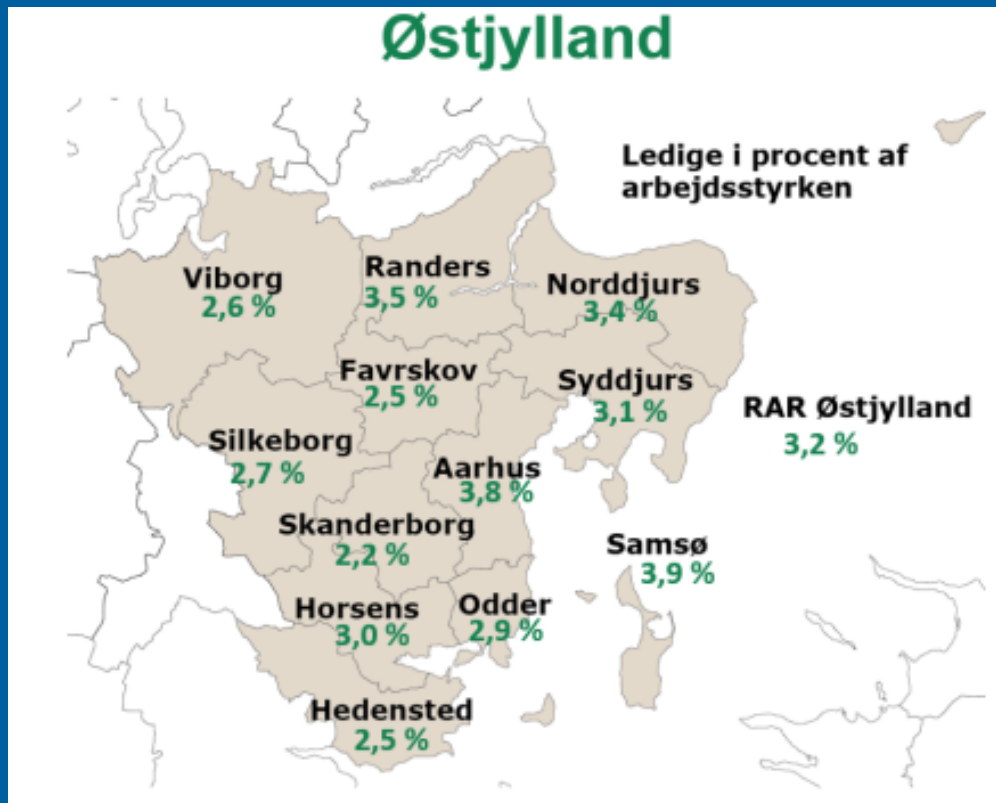 Østjylland
Ledige i procent af
arbejdsstyrken
Viborg
2,6 %
Randers
3,5 %
Norddjurs
3,4 %
Favrskov
2,5 %
Syddjurs
3,1 %
RAR Østjylland
3,2 %
Silkeborg
2,7 %
Aarhus
3,8 %
Skanderborg
2,2 %
Samsø
3,9 %
Horsens
3,0 %
Odder
2,9 %
Hedensted
2,5 %